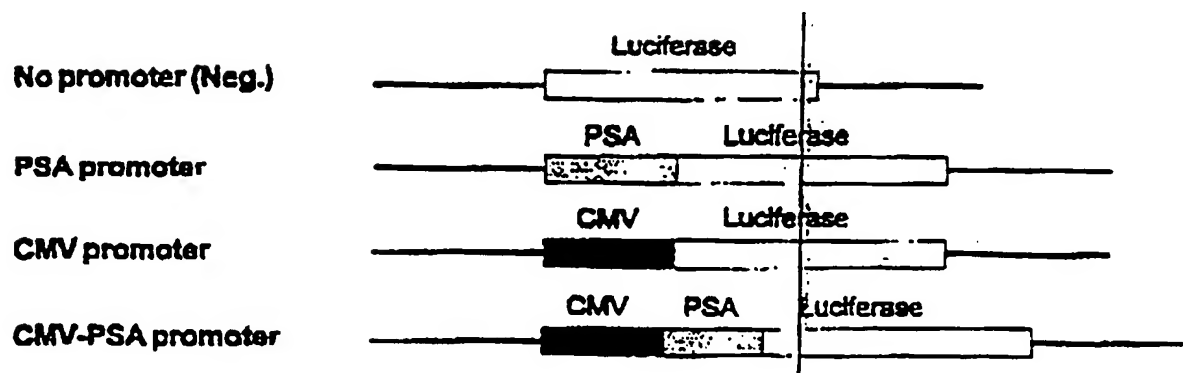 Luciferase
No promoter (Neg.)
PSA Luciferase
PSA promoter
CMV Luciferase
CMV promoter
CMV PSA Luciferase
CMV-PSA promoter